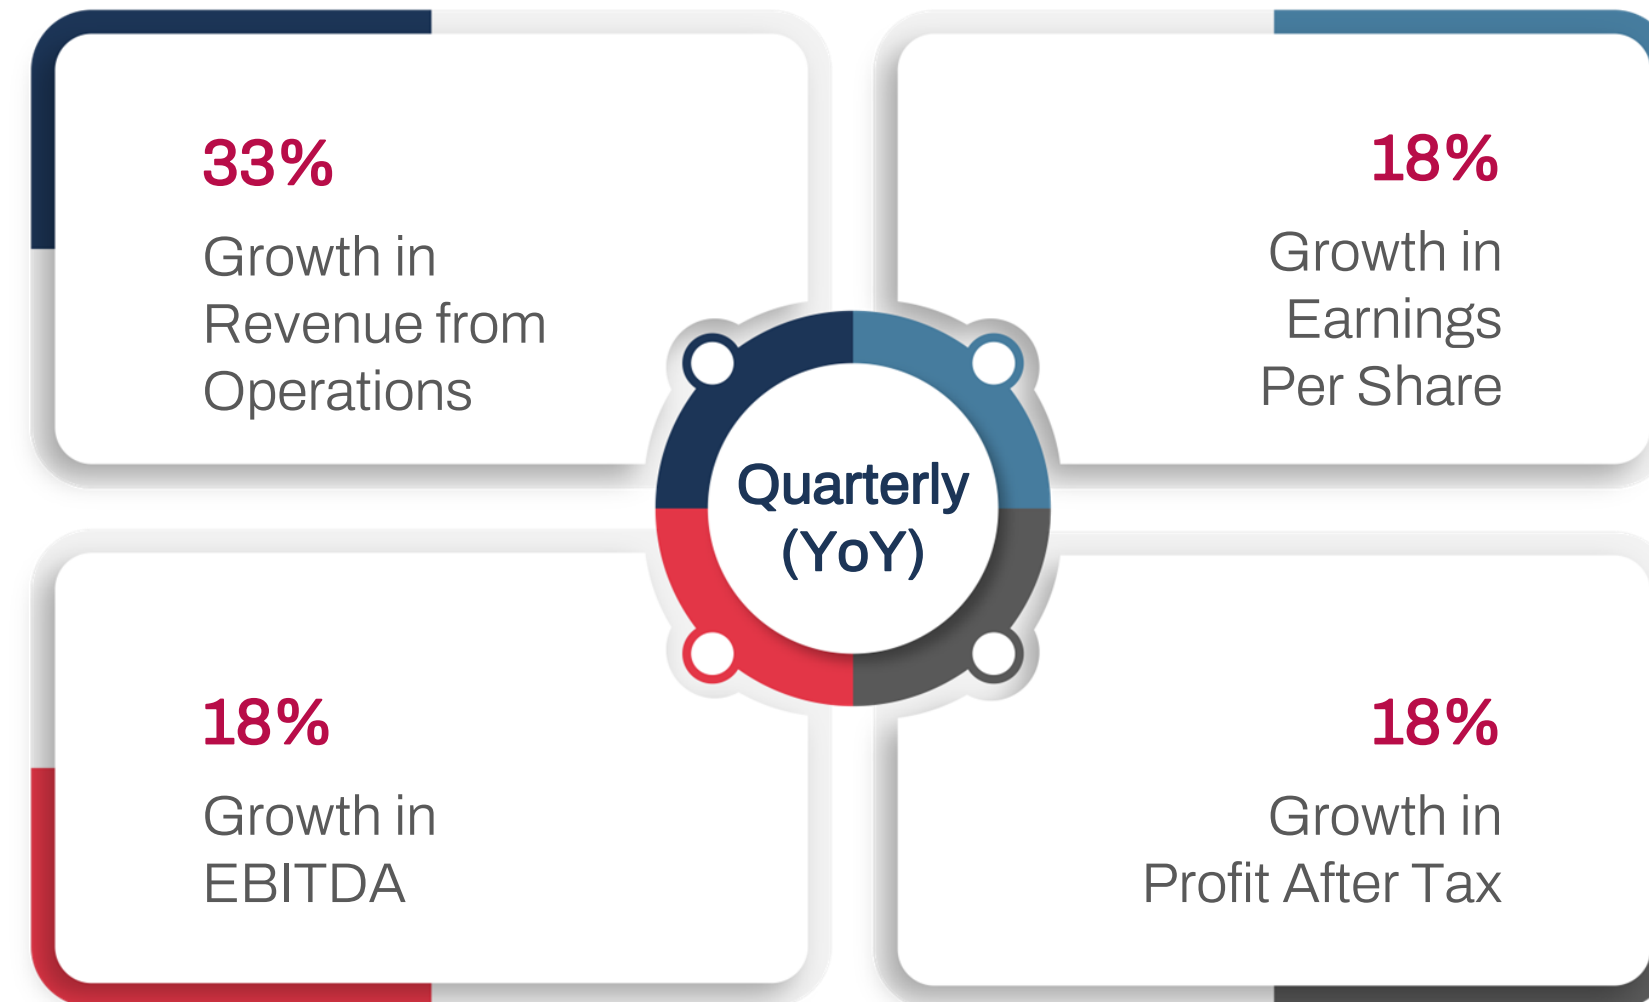 33%
Growth in
Revenue from
Operations
18%
Growth in
Earnings
Per Share
Quarterly
(YoY)
18%
Growth in
EBITDA
18%
Growth in
Profit After Tax